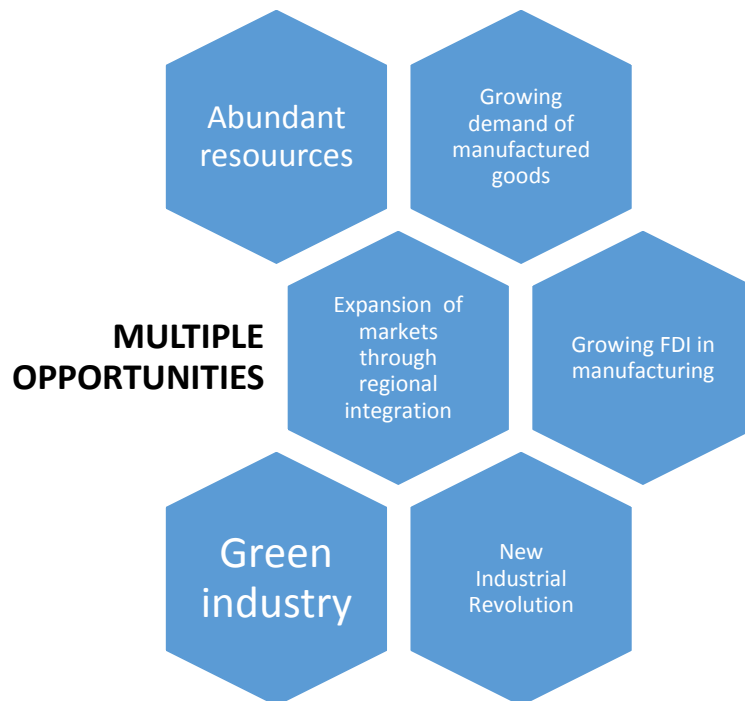 Abundant
resouurces
Growing
demand of
manufactured
goods
MULTIPLE
OPPORTUNITIES
Expansion of
markets
through
regional
integration
Growing FDI in
manufacturing
Green
industry
New
Industrial
Revolution